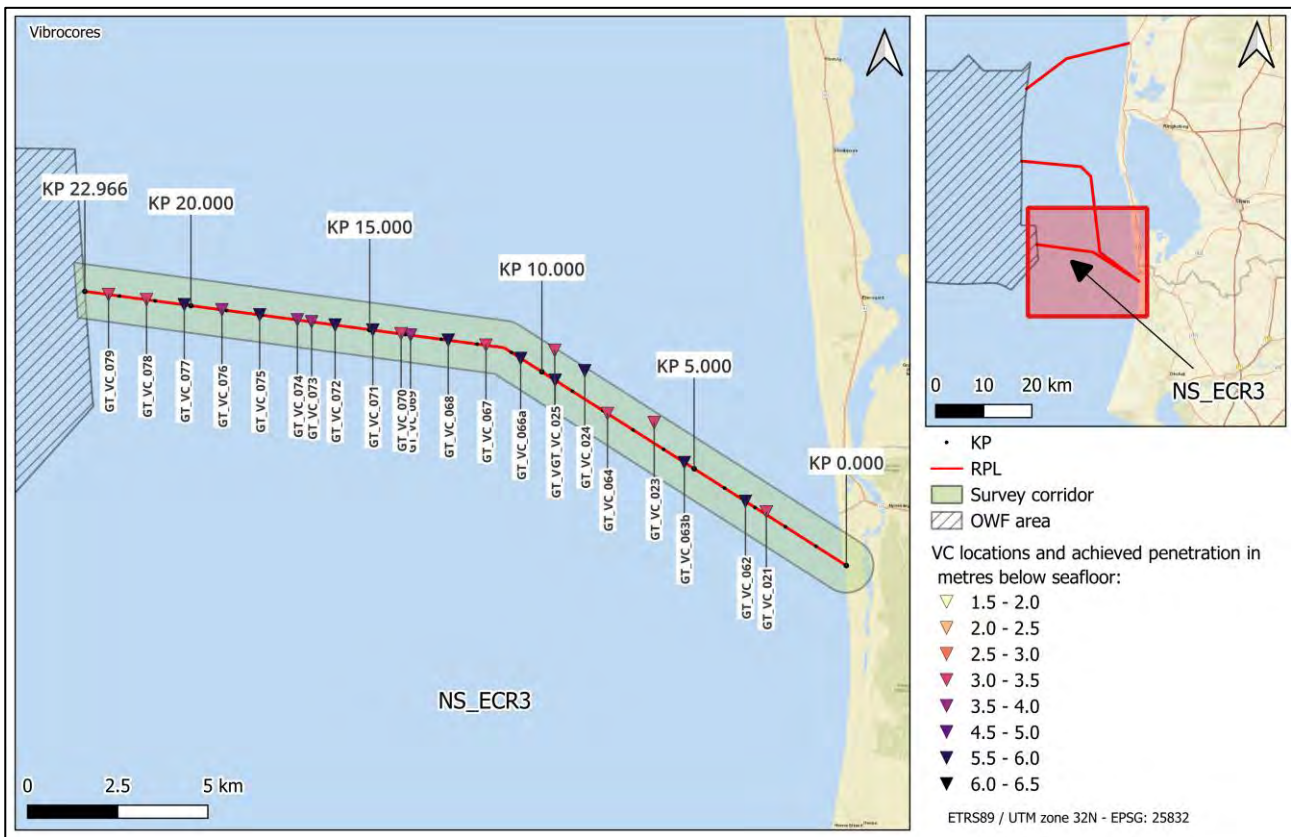 Vibrocores
KP 22.966
KP 20.000
KP 15.000
KP 10.000
KP 5.000
KP 0.000
GT_VC_079
GT_VC_078
GT_VC_077
GT_VC_076
GT_VC_075
GT_VC_074
GT_VC_073
GT_VC_072
GT_VC_071
GT_VC_070
GT_VC_069
GT_VC_068
GT_VC_067
GT_VC_066a
GT_VGT_VC_025
GT_VC_024
GT_VC_064
GT_VC_023
GT_VC_063b
GT_VC_062
GT_VC_021
NS_ECR3
0 2.5 5 km
0 10 20 km
NS_ECR3
KP
RPL
Survey corridor
OWF area
VC locations and achieved penetration in
metres below seafloor:
1.5 - 2.0
2.0 - 2.5
2.5 - 3.0
3.0 - 3.5
3.5 - 4.0
4.5 - 5.0
5.5 - 6.0
6.0 - 6.5
ETRS89 / UTM zone 32N - EPSG: 25832